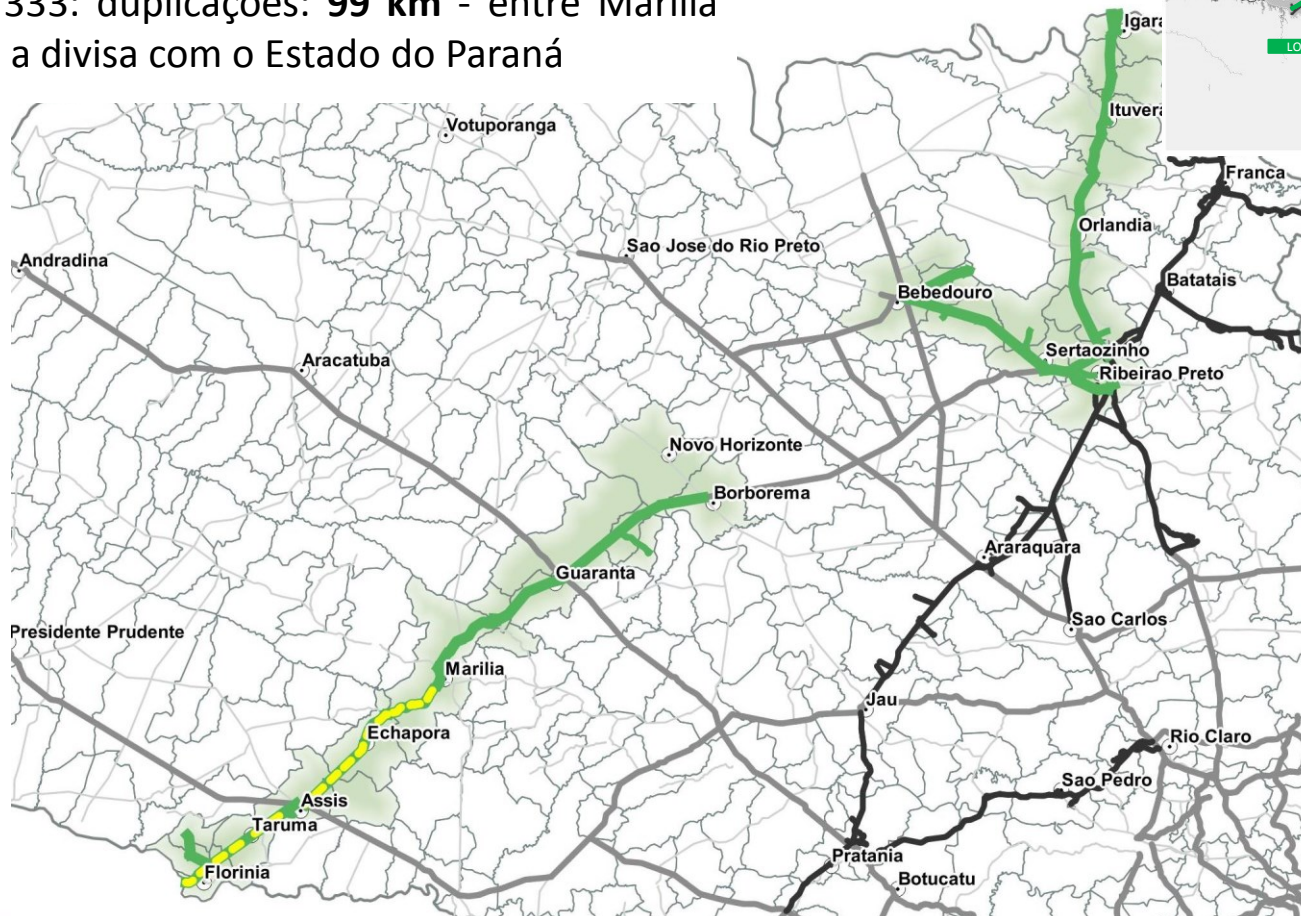 333: duplicações: 99 km - entre Marília
a divisa com o Estado do Paraná
LO
Igara
Votuporanga
Ituvera
Franca
Orlandia
Sao Jose do Rio Preto
Andradina
Batatais
Bebedouro
Sertaozinho
Aracatuba
Ribeirao Preto
Novo Horizonte
Borborema
Araraquara
Guaranta
Sao Carlos
Presidente Prudente
Marilia
Jau
Echapora
Rio Claro
Sao Pedro
Assis
Taruma
Pratania
Florinia
Botucatu